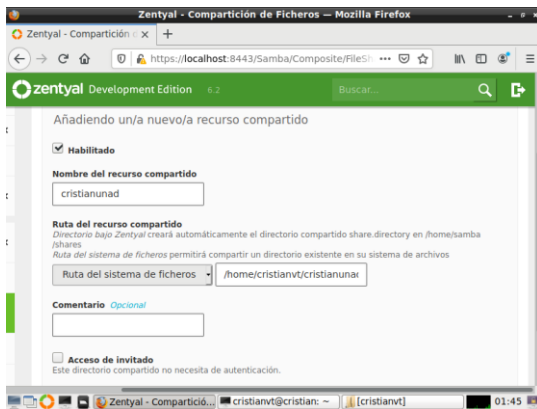 Zentyal - Compartición de Ficheros — Mozilla Firefox
Zentyal - Compartición
https://localhost:8443/Samba/Composite/FileSh
zentyal Development Edition 6.2 Buscar...
Añadiendo un/a nuevo/a recurso compartido
Habilitado
Nombre del recurso compartido
cristianunad
Ruta del recurso compartido
Directorio bajo Zentyal creará automáticamente el directorio compartido share.directory en /home/samba
/shares
Ruta del sistema de ficheros permitirá compartir un directorio existente en su sistema de archivos
Ruta del sistema de ficheros /home/cristianvt/cristianunad
Comentario Opcional
Acceso de invitado
Este directorio compartido no necesita de autenticación.
Zentyal - Compartició... cristianvt@cristian: ~ [cristianvt] 01:45